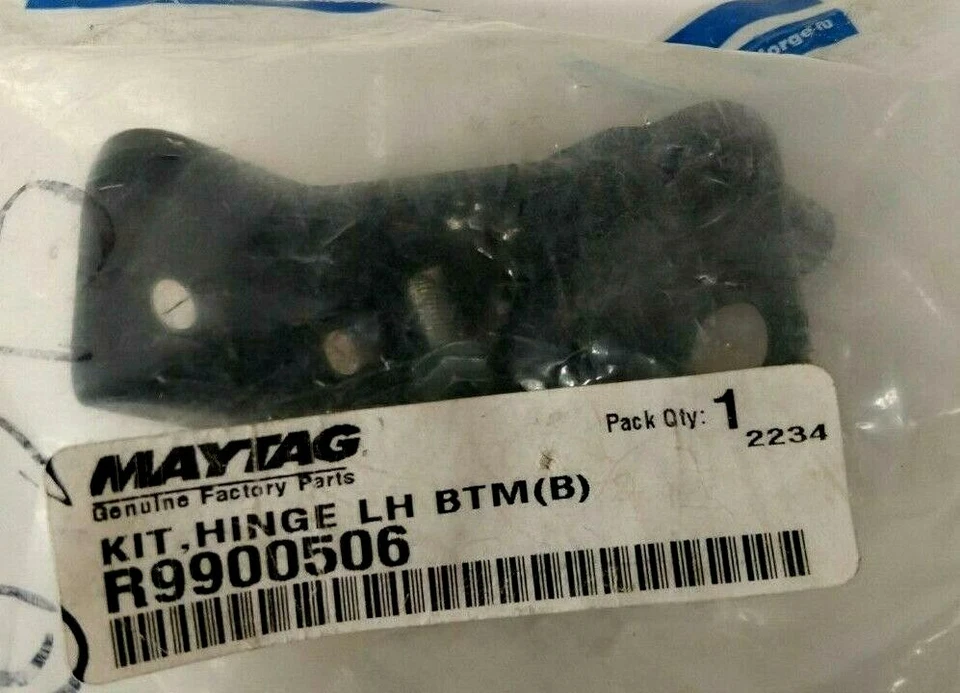 MAYTAG
Genuine Factory Parts
Pack Qty: 1
2234
KIT,HINGE LH BTM(B)
R9900506